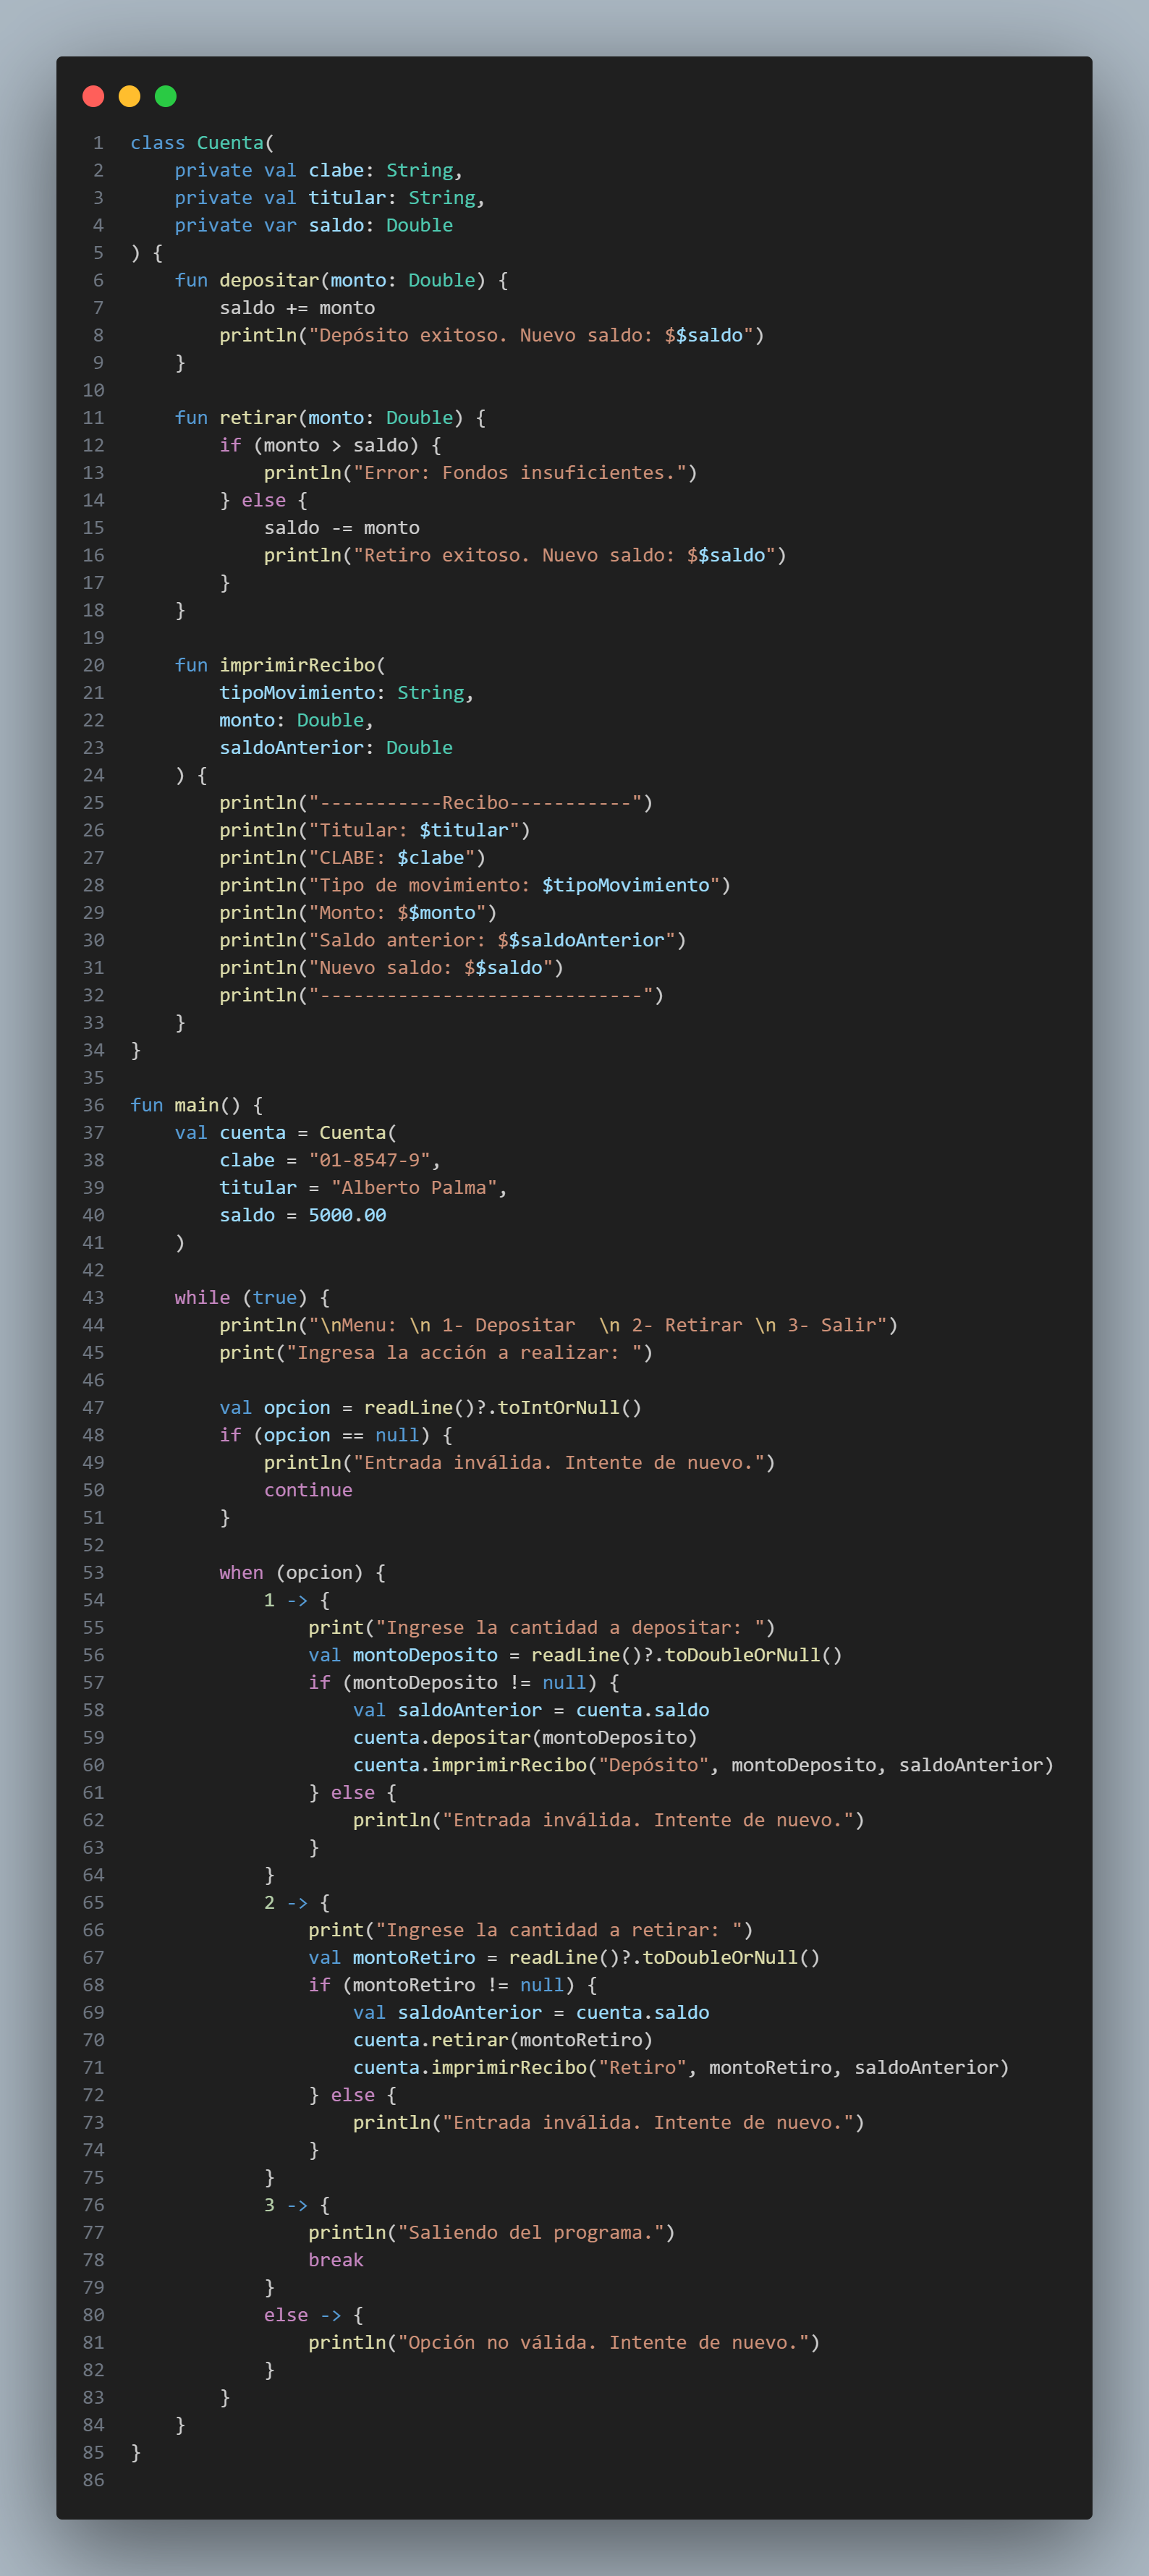 1 class Cuenta(
2     private val clabe: String,
3     private val titular: String,
4     private var saldo: Double
5 ) {
6     fun depositar(monto: Double) {
7         saldo += monto
8         println("Depósito exitoso. Nuevo saldo: $$saldo")
9     }
10
11     fun retirar(monto: Double) {
12         if (monto > saldo) {
13             println("Error: Fondos insuficientes.")
14         } else {
15             saldo -= monto
16             println("Retiro exitoso. Nuevo saldo: $$saldo")
17         }
18     }
19
20     fun imprimirRecibo(
21         tipoMovimiento: String,
22         monto: Double,
23         saldoAnterior: Double
24     ) {
25         println("-----------Recibo-----------")
26         println("Titular: $titular")
27         println("CLABE: $clabe")
28         println("Tipo de movimiento: $tipoMovimiento")
29         println("Monto: $$monto")
30         println("Saldo anterior: $$saldoAnterior")
31         println("Nuevo saldo: $$saldo")
32         println("-----------------------------")
33     }
34 }
35
36 fun main() {
37     val cuenta = Cuenta(
38         clabe = "01-8547-9",
39         titular = "Alberto Palma",
40         saldo = 5000.00
41     )
42
43     while (true) {
44         println("\nMenu: \n 1- Depositar  \n 2- Retirar \n 3- Salir")
45         print("Ingresa la acción a realizar: ")
46
47         val opcion = readLine()?.toIntOrNull()
48         if (opcion == null) {
49             println("Entrada inválida. Intente de nuevo.")
50             continue
51         }
52
53         when (opcion) {
54             1 -> {
55                 print("Ingrese la cantidad a depositar: ")
56                 val montoDeposito = readLine()?.toDoubleOrNull()
57                 if (montoDeposito != null) {
58                     val saldoAnterior = cuenta.saldo
59                     cuenta.depositar(montoDeposito)
60                     cuenta.imprimirRecibo("Depósito", montoDeposito, saldoAnterior)
61                 } else {
62                     println("Entrada inválida. Intente de nuevo.")
63                 }
64             }
65             2 -> {
66                 print("Ingrese la cantidad a retirar: ")
67                 val montoRetiro = readLine()?.toDoubleOrNull()
68                 if (montoRetiro != null) {
69                     val saldoAnterior = cuenta.saldo
70                     cuenta.retirar(montoRetiro)
71                     cuenta.imprimirRecibo("Retiro", montoRetiro, saldoAnterior)
72                 } else {
73                     println("Entrada inválida. Intente de nuevo.")
74                 }
75             }
76             3 -> {
77                 println("Saliendo del programa.")
78                 break
79             }
80             else -> {
81                 println("Opción no válida. Intente de nuevo.")
82             }
83         }
84     }
85 }
86